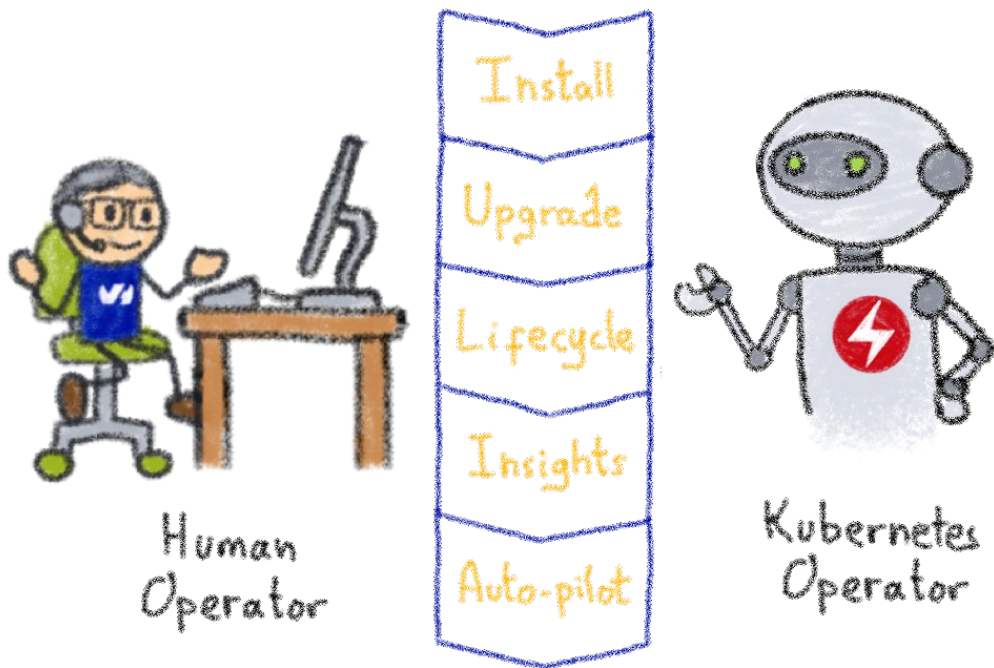 Install
Upgrade
Lifecycle
Insights
Auto-pilot
Human
Operator
Kubernetes
Operator